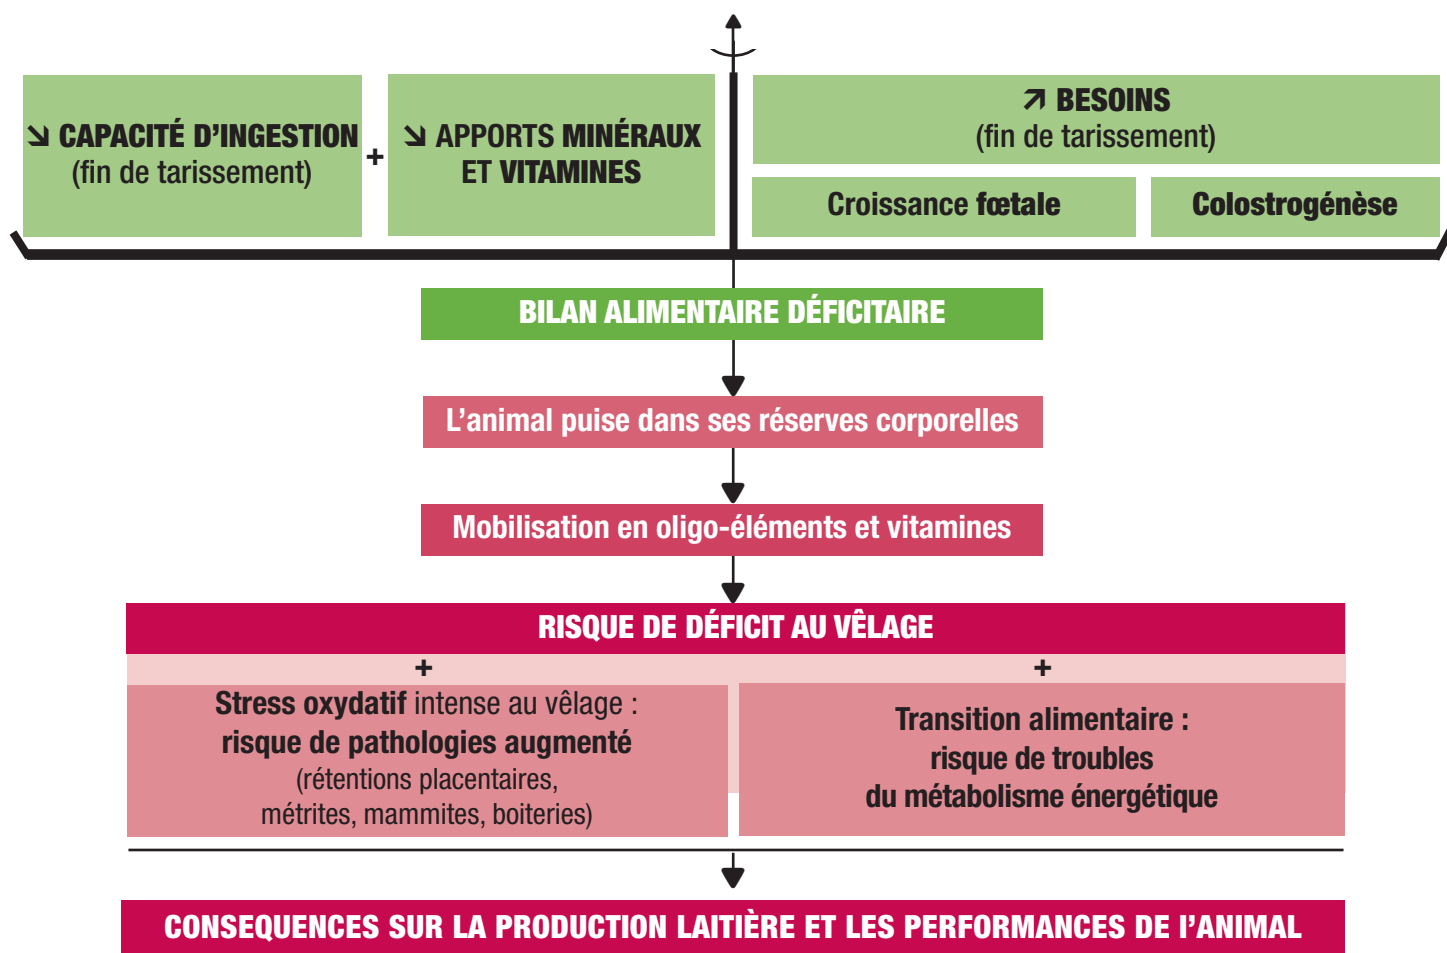 ↘ CAPACITÉ D'INGESTION
(fin de tarissement)
+
↘ APPORTS MINÉRAUX
ET VITAMINES
↗ BESOINS
(fin de tarissement)
Croissance fœtale
Colostrogénèse
BILAN ALIMENTAIRE DÉFICITAIRE
L'animal puise dans ses réserves corporelles
Mobilisation en oligo-éléments et vitamines
RISQUE DE DÉFICIT AU VÊLAGE
+
Stress oxydatif intense au vêlage :
risque de pathologies augmenté
(rétentions placentaires,
métrites, mammites, boiteries)
+
Transition alimentaire :
risque de troubles
du métabolisme énergétique
CONSEQUENCES SUR LA PRODUCTION LAITIÈRE ET LES PERFORMANCES DE l'ANIMAL